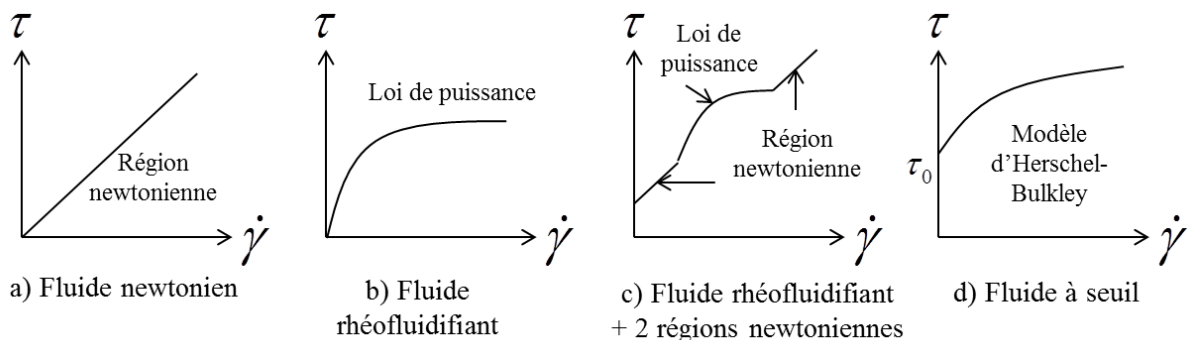 τ
Région
newtonienne
γ̇
a) Fluide newtonien
τ
Loi de puissance
γ̇
b) Fluide
rhéofluidifiant
τ
Loi de
puissance
Région
newtonienne
γ̇
c) Fluide rhéofluidifiant
+ 2 régions newtoniennes
τ
τ₀
Modèle
d’Herschel-
Bulkley
γ̇
d) Fluide à seuil